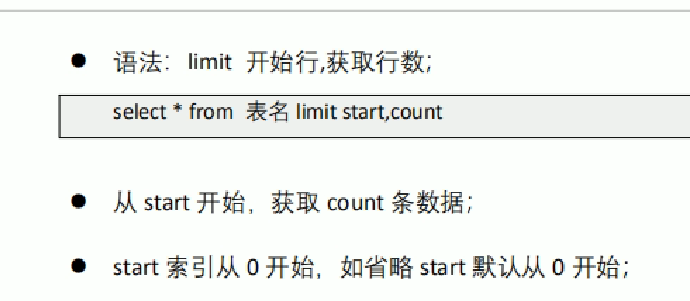 ● 语法：limit 开始行,获取行数；
select * from 表名 limit start,count
● 从 start 开始，获取 count 条数据；
● start 索引从 0 开始，如省略 start 默认从 0 开始；